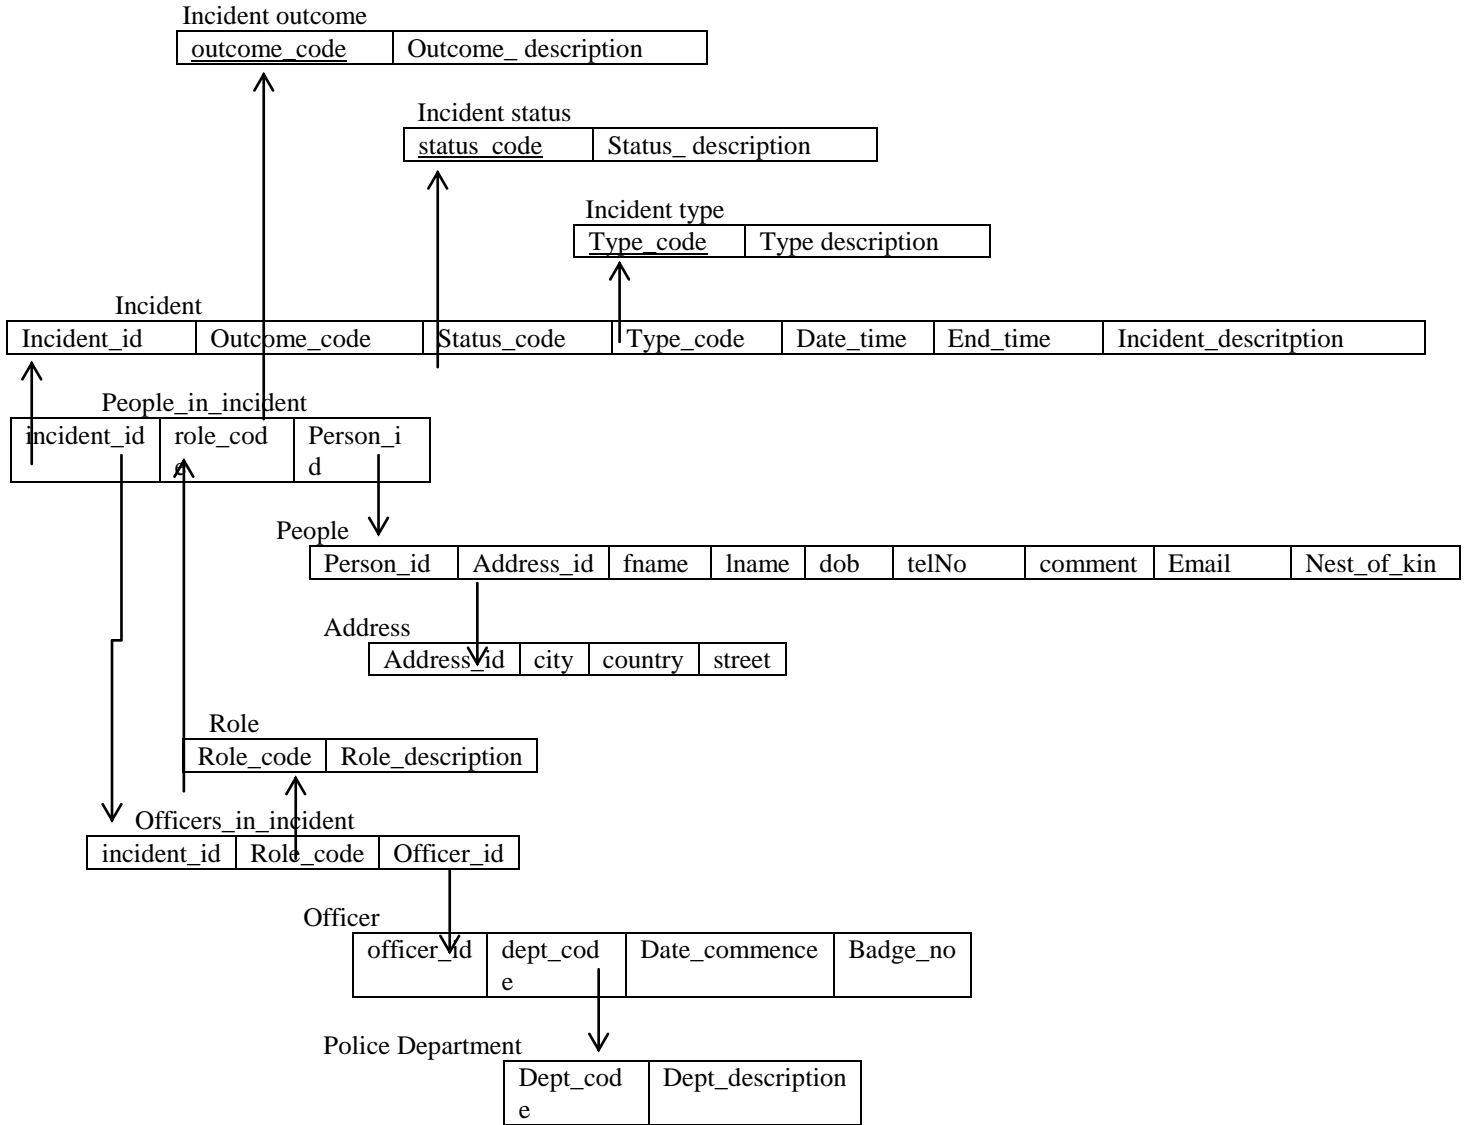 Incident outcome
outcome_code Outcome_ description
Incident status
status_code Status_ description
Incident type
Type_code Type description
Incident
Incident_id Outcome_code Status_code Type_code Date_time End_time Incident_descritption
People_in_incident
incident_id role_cod Person_i
e d
People
Person_id Address_id fname lname dob telNo comment Email Nest_of_kin
Address
Address_id city country street
Role
Role_code Role_description
Officers_in_incident
incident_id Role_code Officer_id
Officer
officer_id dept_cod Date_commence Badge_no
e
Police Department
Dept_cod Dept_description
e